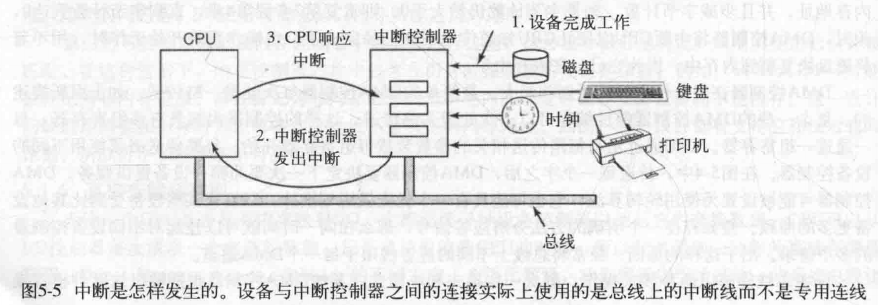 CPU
3. CPU响应
中断
中断控制器
1. 设备完成工作
磁盘
键盘
时钟
打印机
2. 中断控制器
发出中断
总线
图5-5 中断是怎样发生的。设备与中断控制器之间的连接实际上使用的是总线上的中断线而不是专用连线